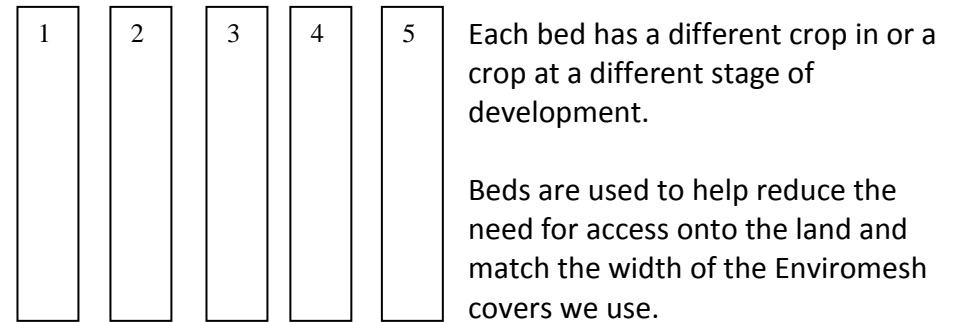 1 2 3 4 5
Each bed has a different crop in or a
crop at a different stage of
development.
Beds are used to help reduce the
need for access onto the land and
match the width of the Enviromesh
covers we use.